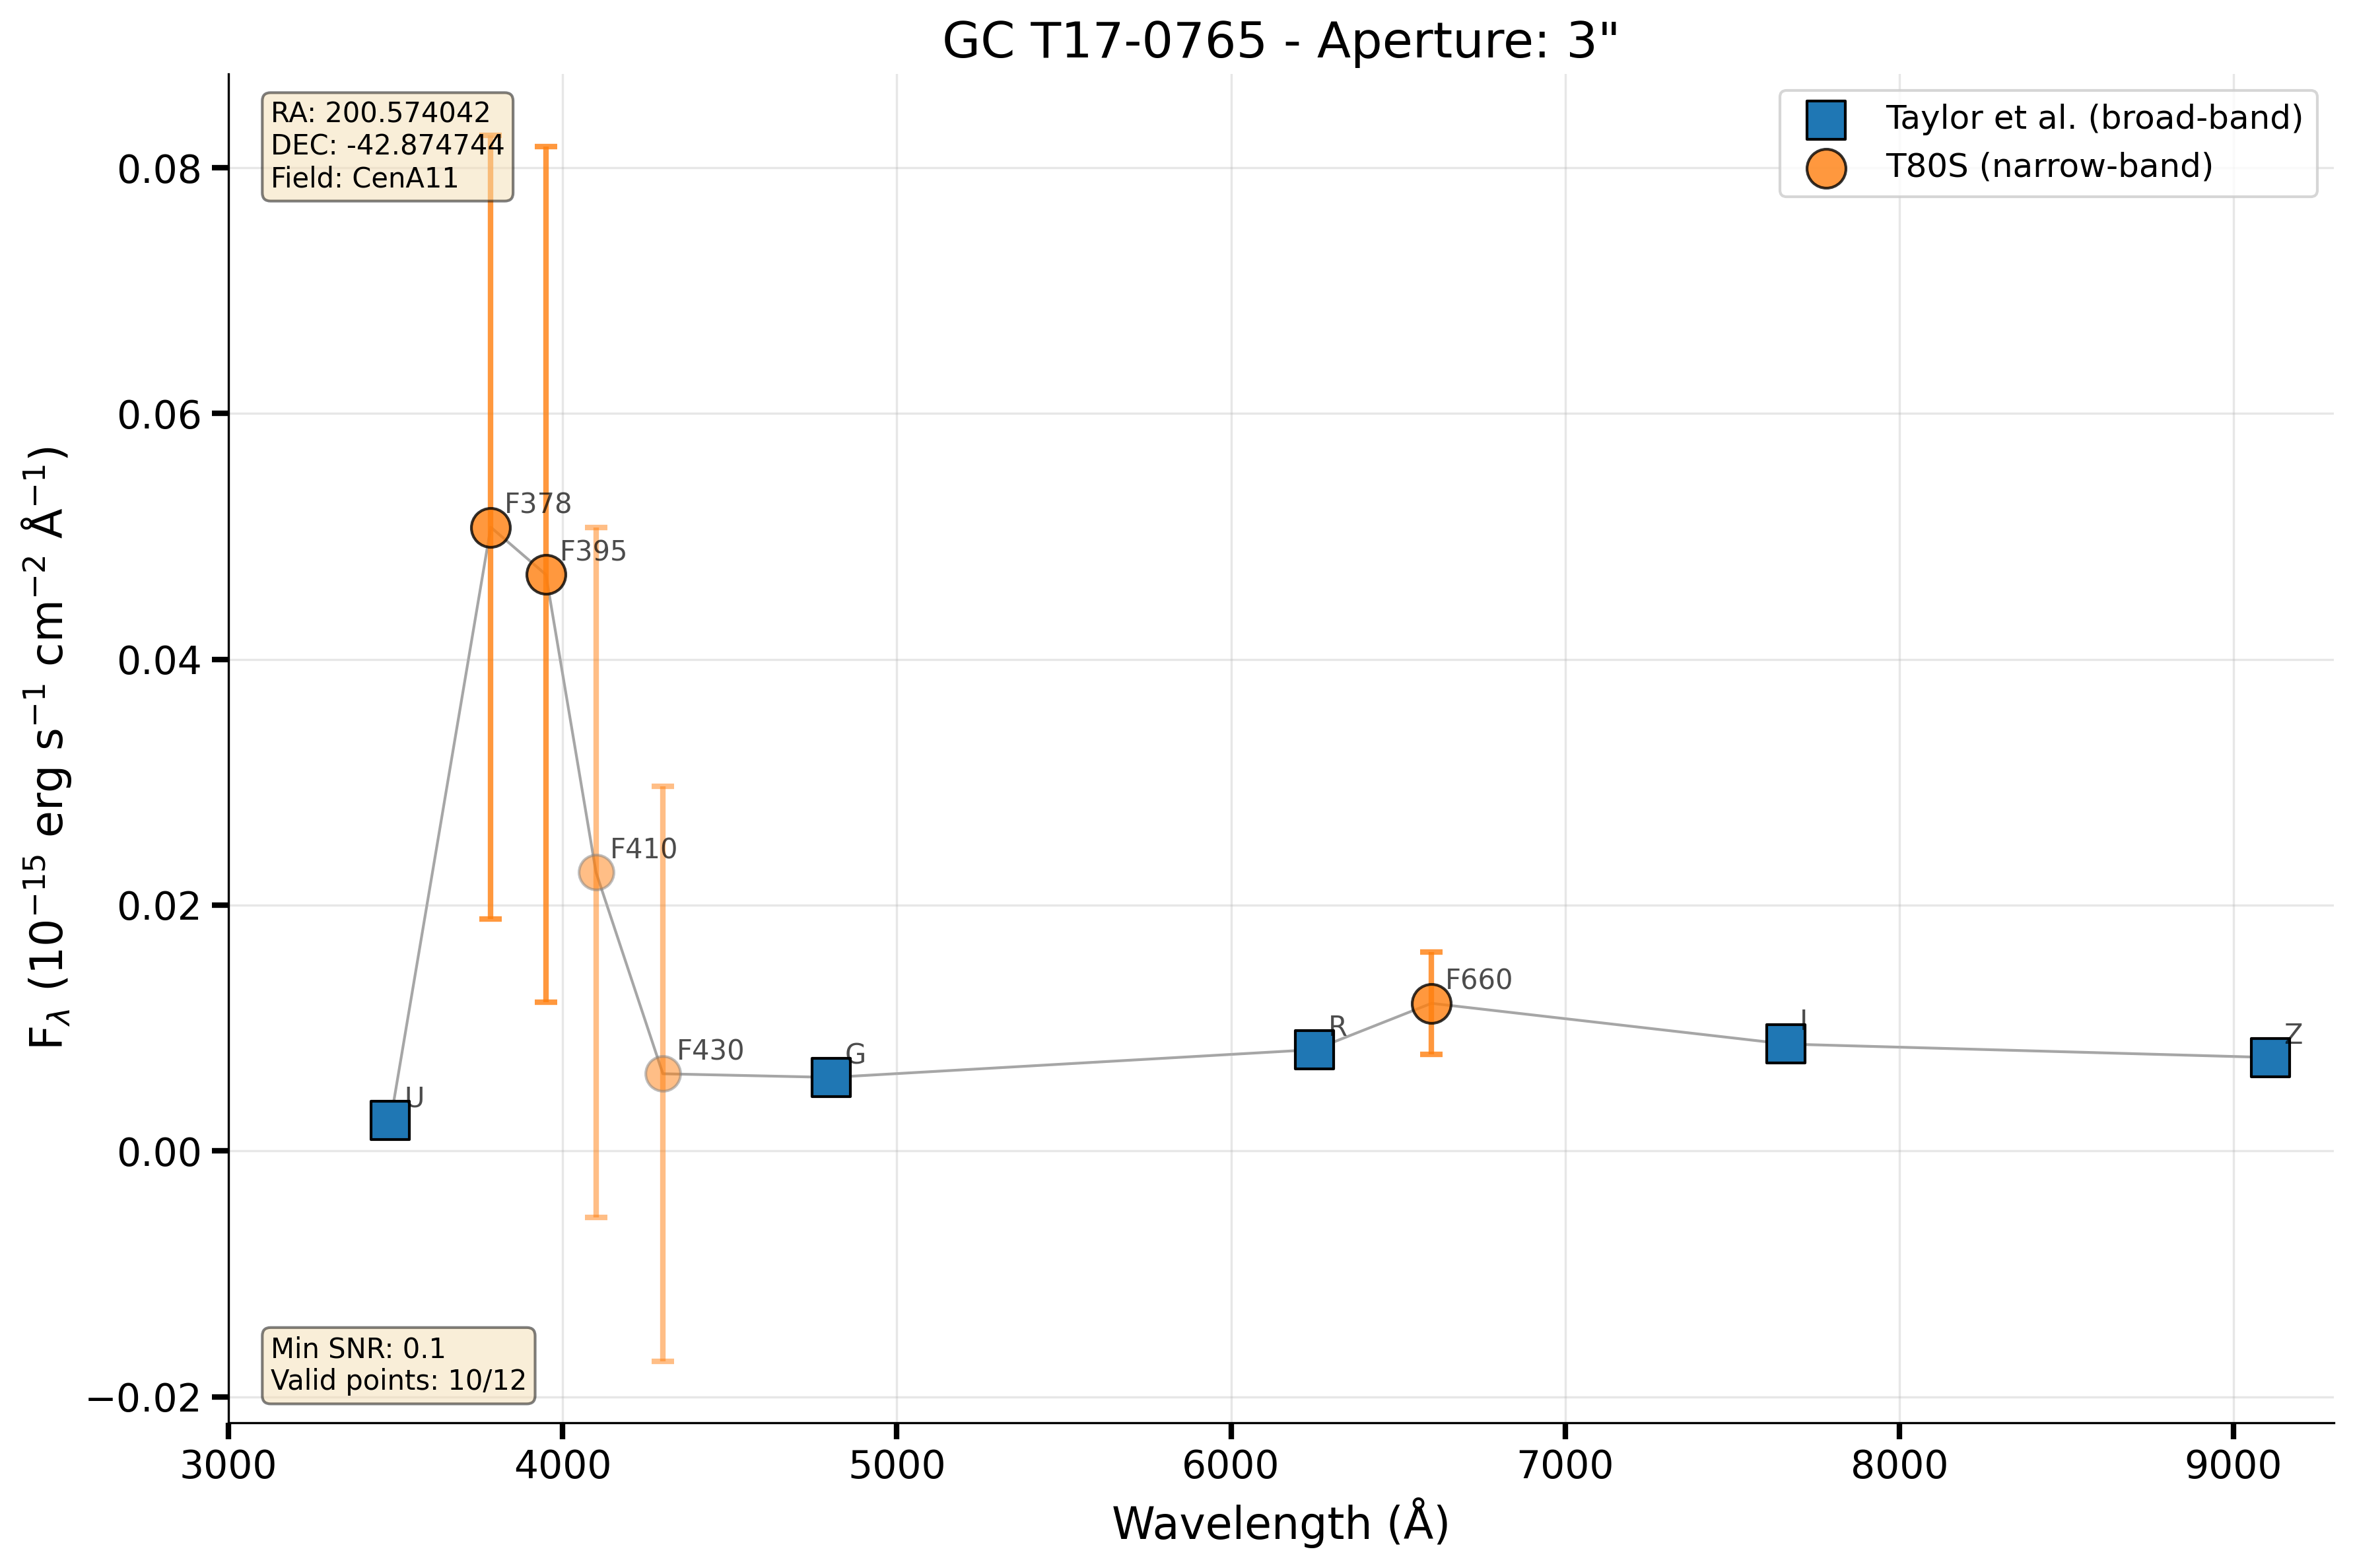 GC T17-0765 - Aperture: 3"
RA: 200.574042
DEC: -42.874744
Field: CenA11
Taylor et al. (broad-band)
T80S (narrow-band)
F_λ (10⁻¹⁵ erg s⁻¹ cm⁻² Å⁻¹)
0.08
0.06
0.04
0.02
0.00
−0.02
U
F378
F395
F410
F430
G
R
F660
I
Z
Min SNR: 0.1
Valid points: 10/12
3000 4000 5000 6000 7000 8000 9000
Wavelength (Å)